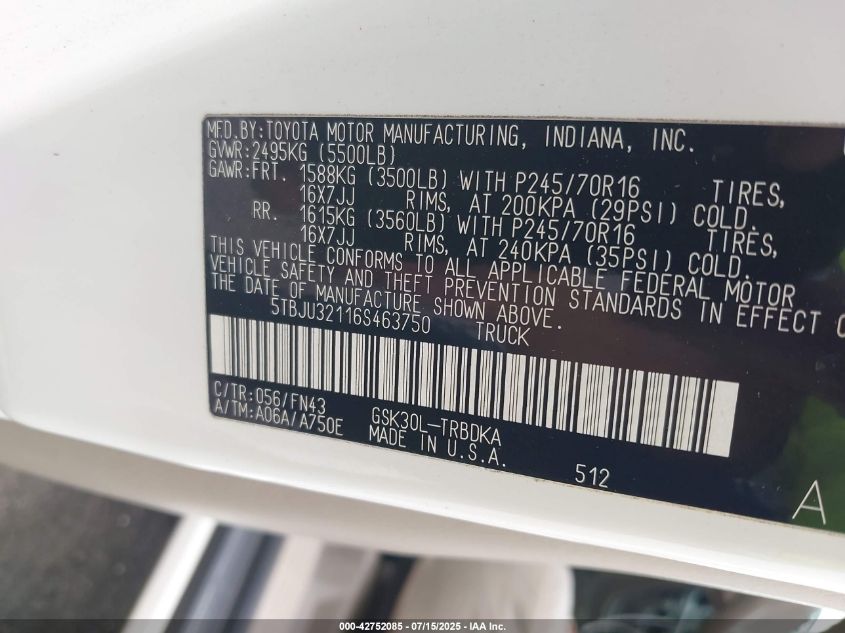 MFD.BY:TOYOTA MOTOR MANUFACTURING, INDIANA, INC.
GVWR:2495KG (5500LB)
GAWR:FRT. 1588KG (3500LB) WITH P245/70R16 TIRES,
16X7JJ RIMS, AT 200KPA (29PSI) COLD.
RR. 1615KG (3560LB) WITH P245/70R16 TIRES,
16X7JJ RIMS, AT 240KPA (35PSI) COLD.
THIS VEHICLE CONFORMS TO ALL APPLICABLE FEDERAL MOTOR
VEHICLE SAFETY AND THEFT PREVENTION STANDARDS IN EFFECT
THE DATE OF MANUFACTURE SHOWN ABOVE.
5TBJU32116S463750 TRUCK
C/TR:056/FN43
A/TM:A06A/A750E
GSK30L-TRBDKA
MADE IN U.S.A.
512
A
000-42752085 - 07/15/2025 - IAA Inc.